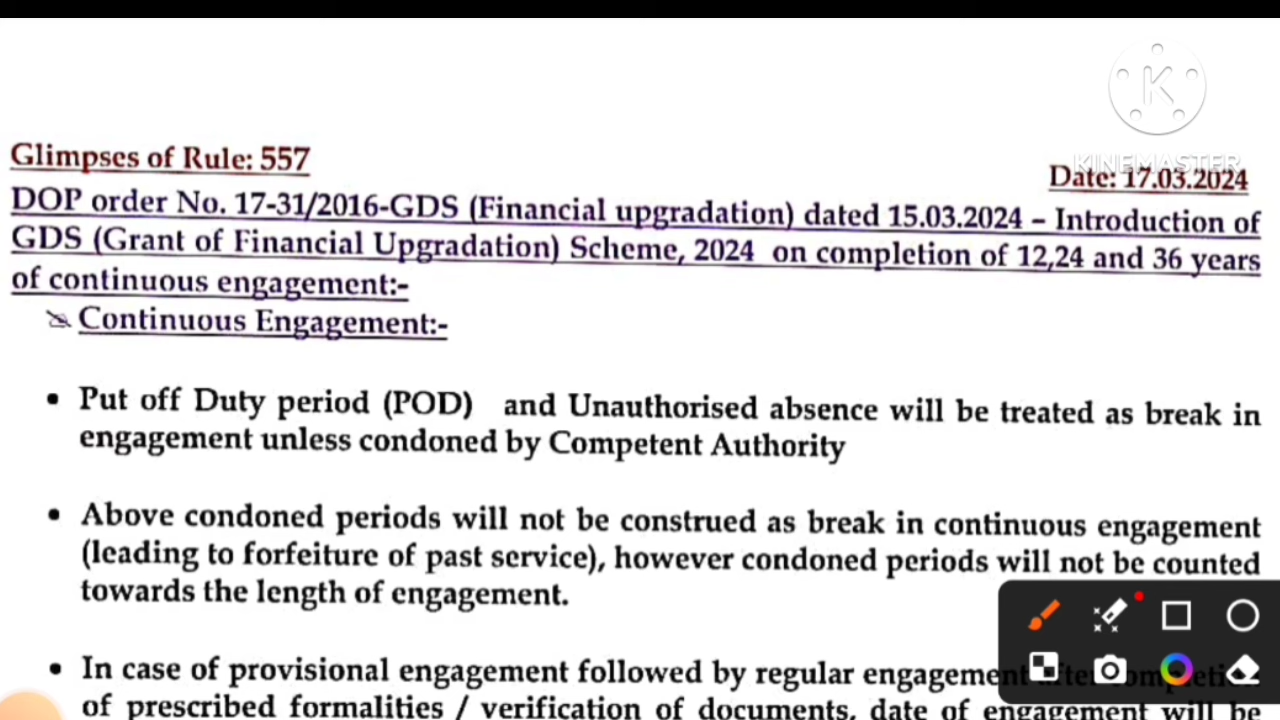 KINEMASTER
Glimpses of Rule: 557
Date: 17.03.2024
DOP order No. 17-31/2016-GDS (Financial upgradation) dated 15.03.2024 – Introduction of
GDS (Grant of Financial Upgradation) Scheme, 2024 on completion of 12,24 and 36 years
of continuous engagement:-
Continuous Engagement:-
• Put off Duty period (POD) and Unauthorised absence will be treated as break in
engagement unless condoned by Competent Authority
• Above condoned periods will not be construed as break in continuous engagement
(leading to forfeiture of past service), however condoned periods will not be counted
towards the length of engagement.
• In case of provisional engagement followed by regular engagement after completion
of prescribed formalities / verification of documents, date of engagement will be